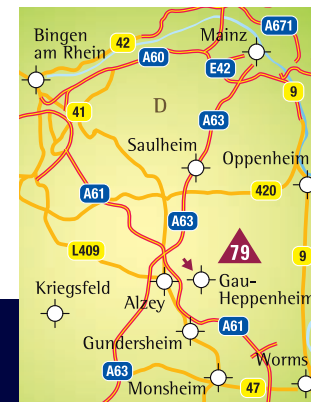 A671
Bingen
am Rhein
42
Mainz
A60
E42
9
41
D
A63
Saulheim
Oppenheim
A61
420
A63
L409
79
9
Kriegsfeld
Alzey
Gau-
Heppenheim
Gundersheim
A61
A63
Worms
Monsheim
47